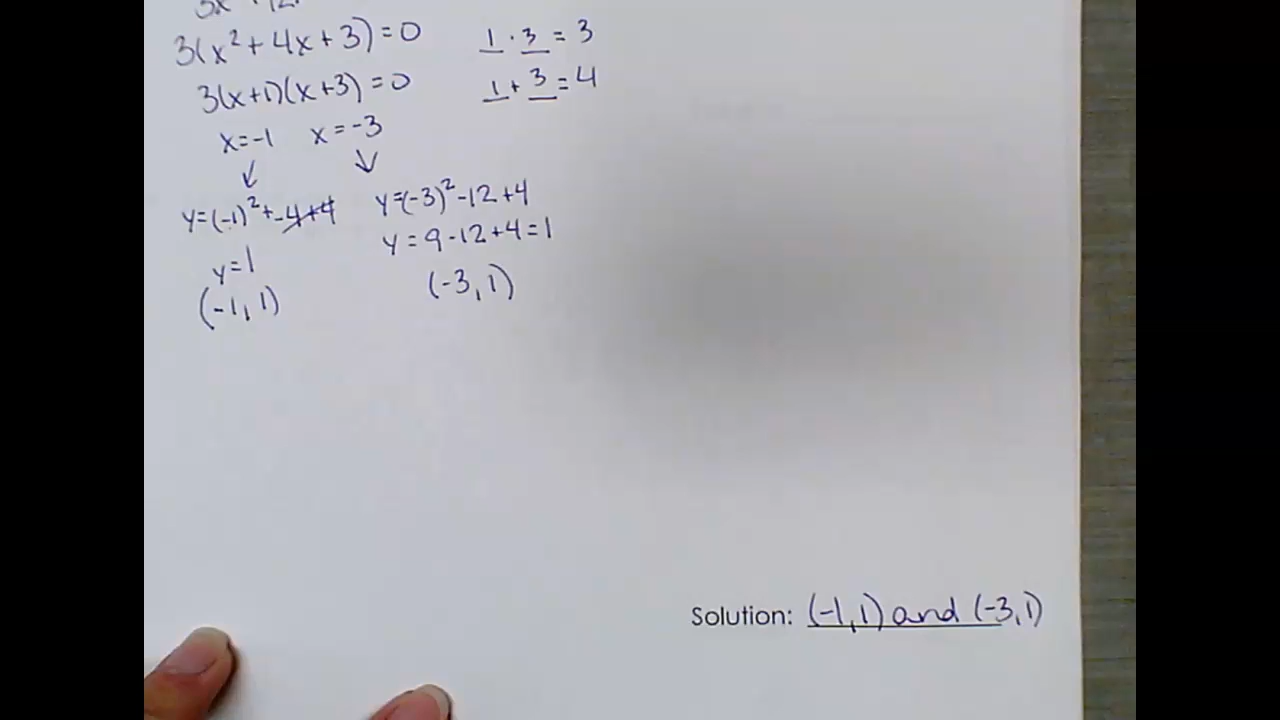 3(x² + 4x + 3) = 0
3(x+1)(x+3) = 0
x = -1 x = -3
y = (-1)² + -4 + 4
y = 1
(-1, 1)
y = (-3)² - 12 + 4
y = 9 - 12 + 4 = 1
(-3, 1)
1 · 3 = 3
1 + 3 = 4
Solution: (-1, 1) and (-3, 1)